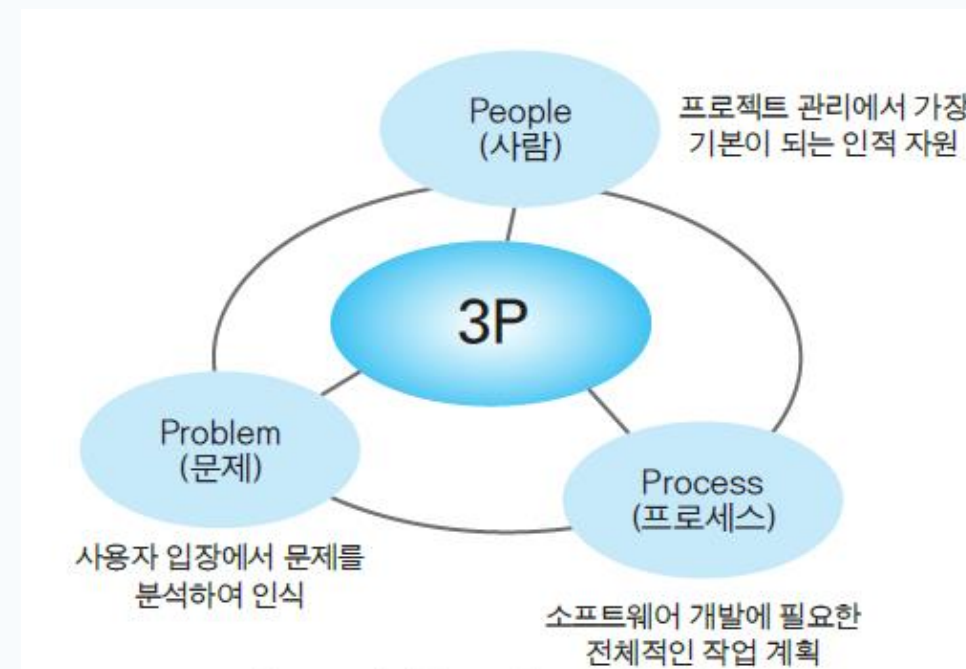 People
(사람)
프로젝트 관리에서 가장
기본이 되는 인적 자원
3P
Problem
(문제)
사용자 입장에서 문제를
분석하여 인식
Process
(프로세스)
소프트웨어 개발에 필요한
전체적인 작업 계획